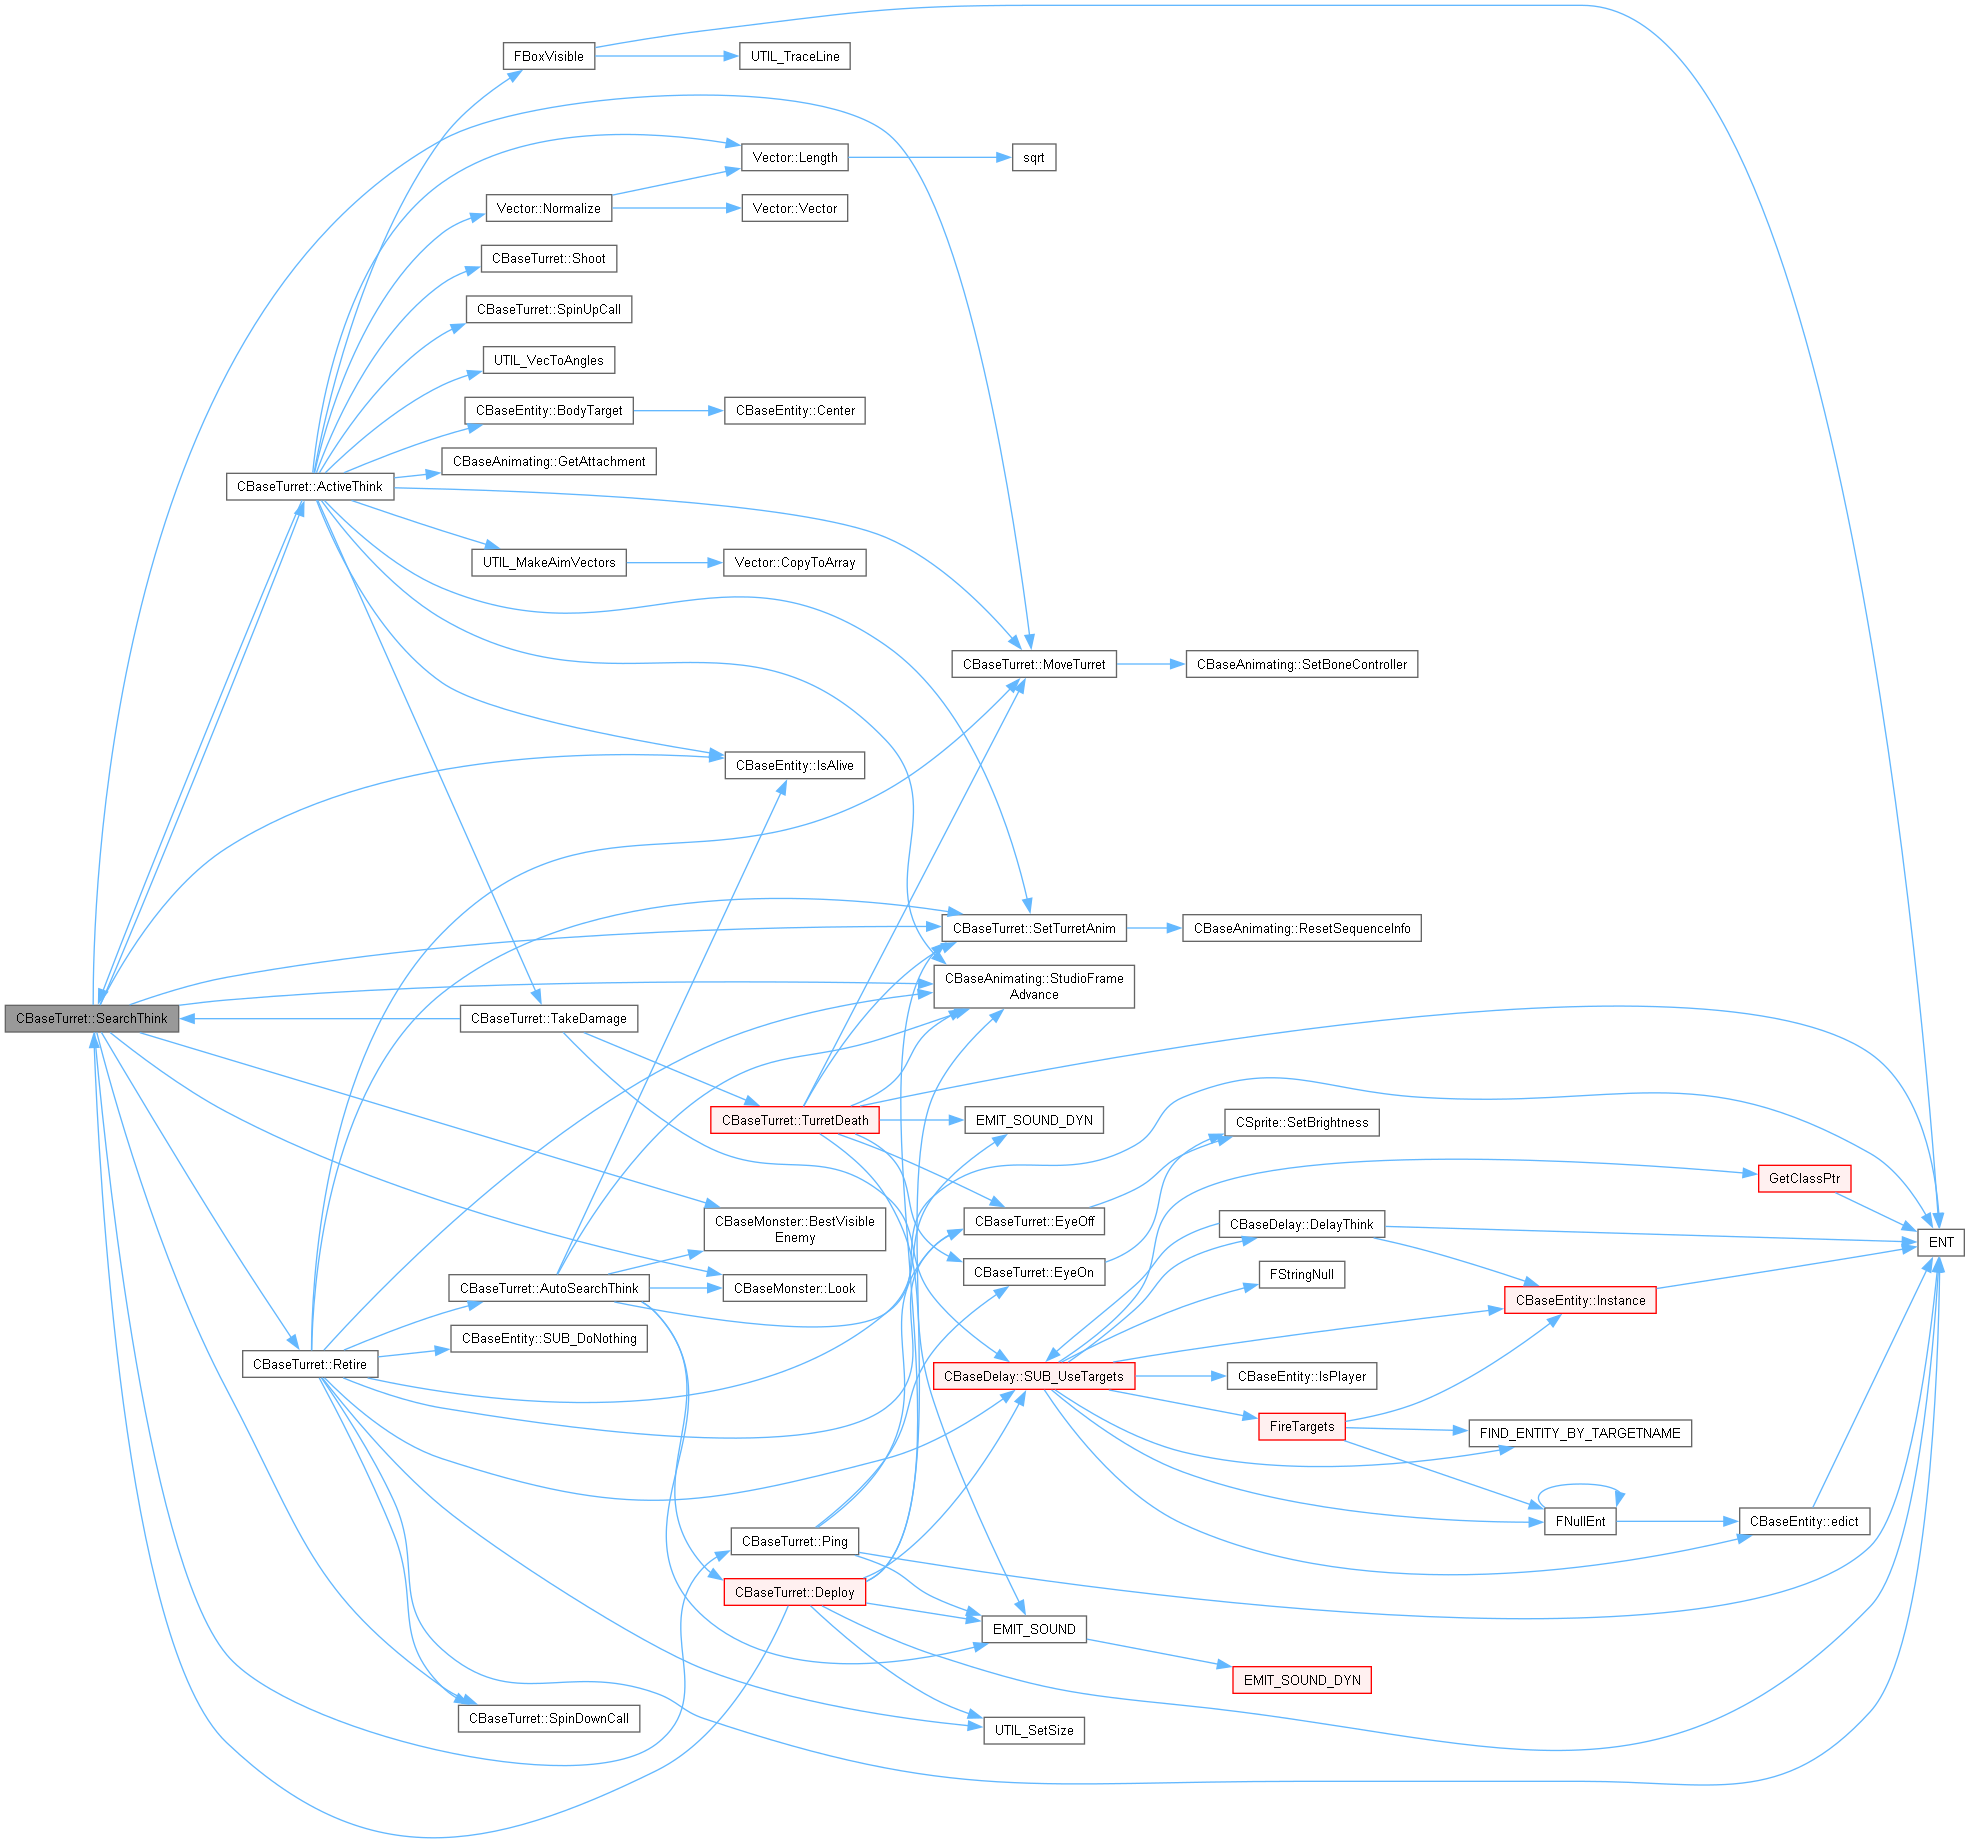 FBoxVisible
UTIL_TraceLine
Vector::Length
sqrt
Vector::Normalize
Vector::Vector
CBaseTurret::Shoot
CBaseTurret::SpinUpCall
UTIL_VecToAngles
CBaseEntity::BodyTarget
CBaseEntity::Center
CBaseAnimating::GetAttachment
CBaseTurret::ActiveThink
UTIL_MakeAimVectors
Vector::CopyToArray
CBaseTurret::MoveTurret
CBaseAnimating::SetBoneController
CBaseEntity::IsAlive
CBaseTurret::SetTurretAnim
CBaseAnimating::ResetSequenceInfo
CBaseAnimating::StudioFrame
Advance
CBaseTurret::SearchThink
CBaseTurret::TakeDamage
CBaseTurret::TurretDeath
EMIT_SOUND_DYN
CSprite::SetBrightness
GetClassPtr
CBaseMonster::BestVisible
Enemy
CBaseTurret::EyeOff
CBaseDelay::DelayThink
ENT
CBaseTurret::EyeOn
FStringNull
CBaseTurret::AutoSearchThink
CBaseMonster::Look
CBaseEntity::Instance
CBaseEntity::SUB_DoNothing
CBaseTurret::Retire
CBaseDelay::SUB_UseTargets
CBaseEntity::IsPlayer
FireTargets
FIND_ENTITY_BY_TARGETNAME
FNullEnt
CBaseEntity::edict
CBaseTurret::Ping
CBaseTurret::Deploy
EMIT_SOUND
EMIT_SOUND_DYN
CBaseTurret::SpinDownCall
UTIL_SetSize